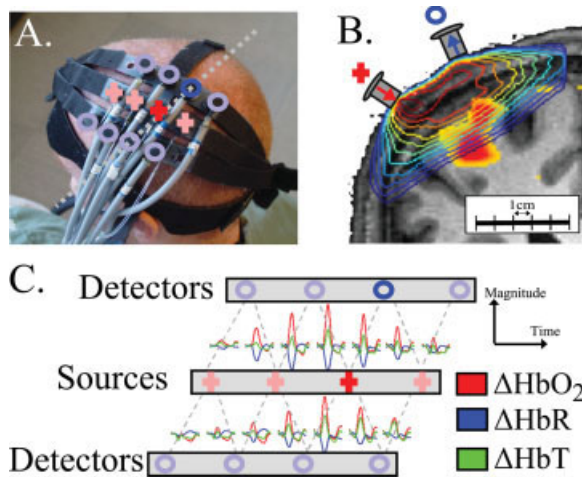 A.
B.
1cm
C.
Detectors
Magnitude
Time
Sources
ΔHbO2
ΔHbR
ΔHbT
Detectors